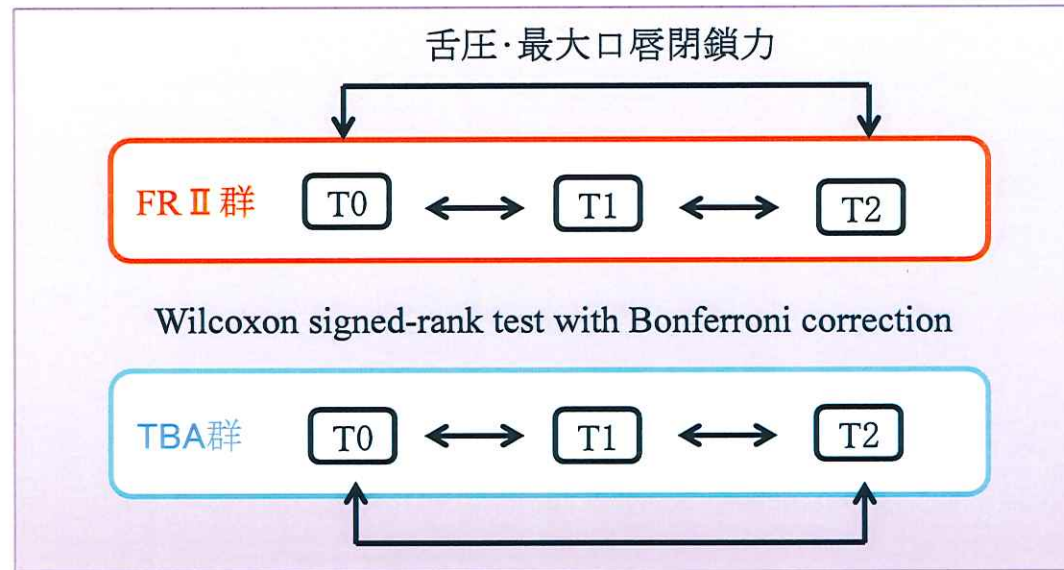 舌圧·最大口唇閉鎖力
FR Ⅱ 群 T0 T1 T2
Wilcoxon signed-rank test with Bonferroni correction
TBA群 T0 T1 T2